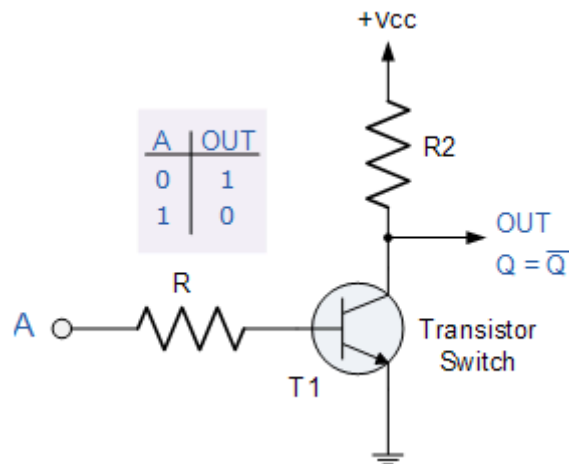 +Vcc
R2
A OUT
0 1
1 0
OUT
Q = Q̅
R
A
Transistor
Switch
T1